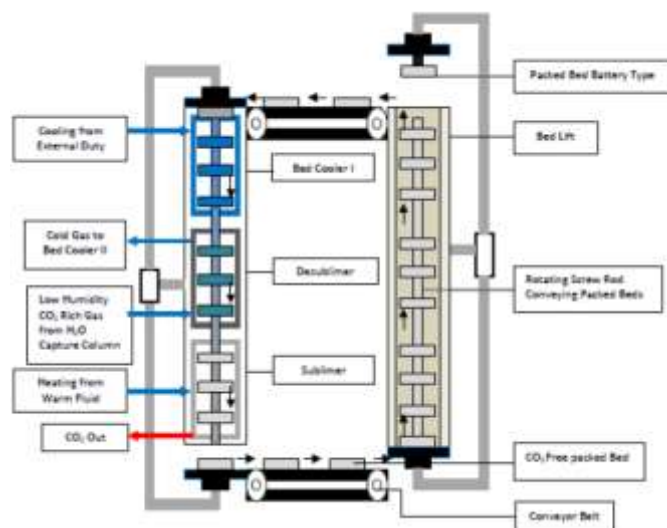 Packed Bed Battery Type
Cooling from
External Duty
Bed Lift
Bed Cooler I
Cold Gas to
Bed Cooler II
Desublimer
Rotating Screw Rod
Conveying Packed Beds
Low Humidity
CO₂ Rich Gas
from H₂O
Capture Column
Sublimer
Heating from
Warm Fluid
CO₂ Out
CO₂ Free packed Bed
Conveyor Belt